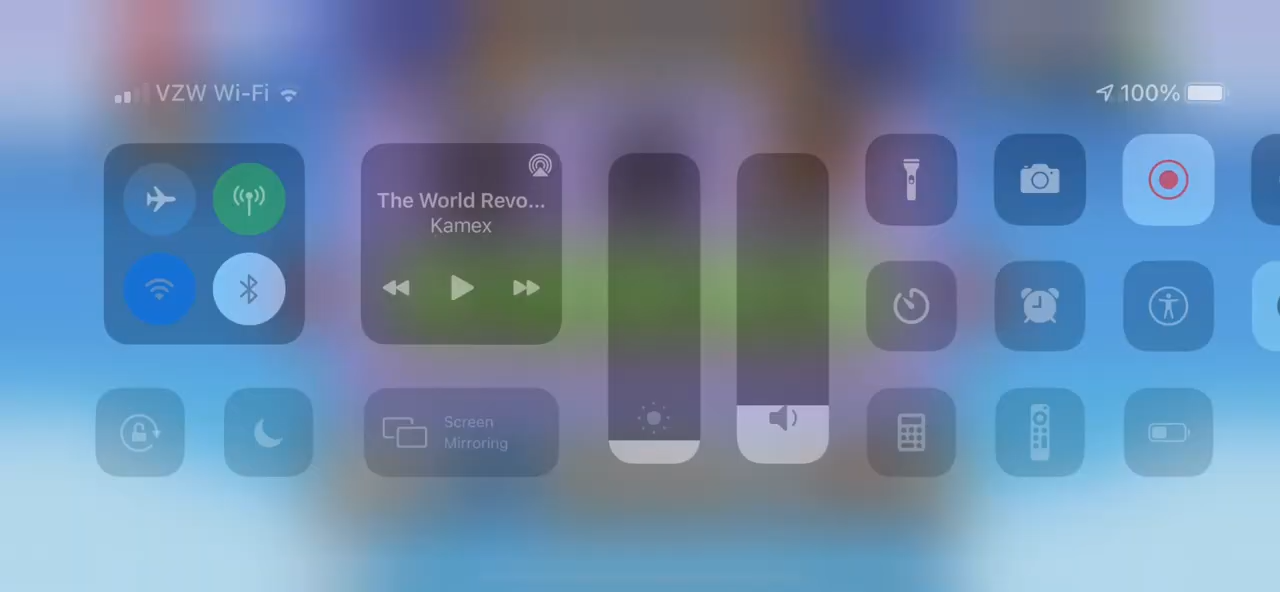 VZW Wi-Fi
100%
The World Revo...
Kamex
Screen
Mirroring